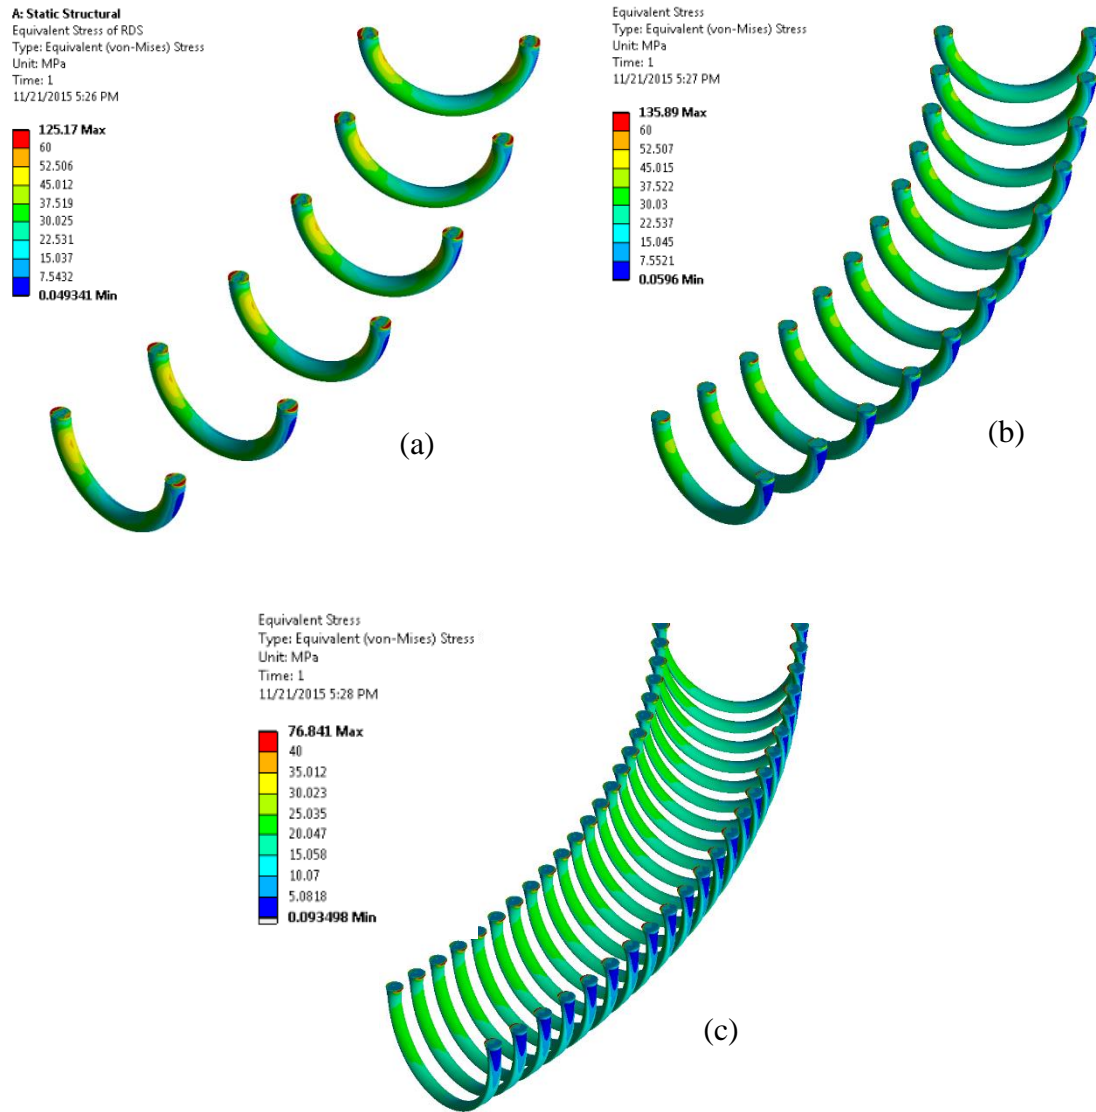 A: Static Structural
Equivalent Stress of RDS
Type: Equivalent (von-Mises) Stress
Unit: MPa
Time: 1
11/21/2015 5:26 PM
125.17 Max
60
52.506
45.012
37.519
30.025
22.531
15.037
7.5432
0.049341 Min
(a)
Equivalent Stress
Type: Equivalent (von-Mises) Stress
Unit: MPa
Time: 1
11/21/2015 5:27 PM
135.89 Max
60
52.507
45.015
37.522
30.03
22.537
15.045
7.5521
0.0596 Min
(b)
Equivalent Stress
Type: Equivalent (von-Mises) Stress
Unit: MPa
Time: 1
11/21/2015 5:28 PM
76.841 Max
40
35.012
30.023
25.035
20.047
15.058
10.07
5.0818
0.093498 Min
(c)